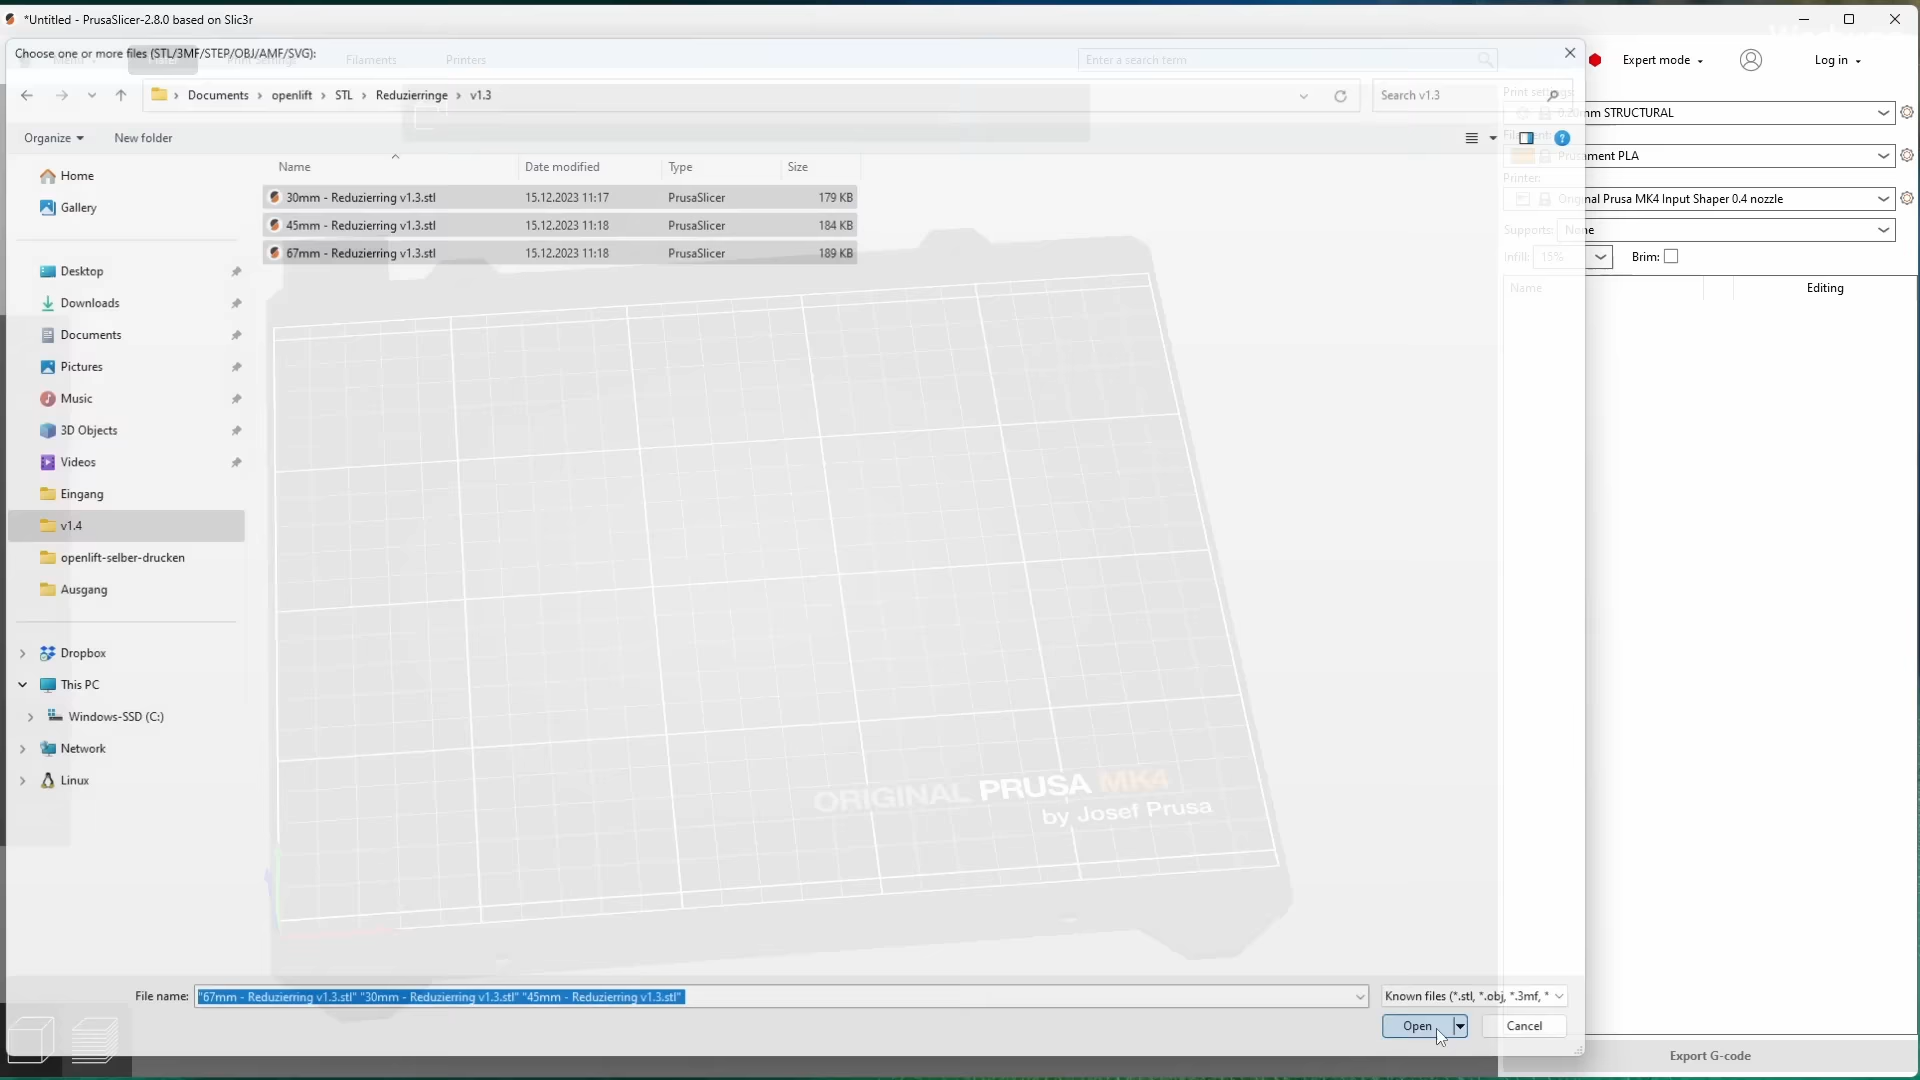 *Untitled - PrusaSlicer-2.8.0 based on Slic3r
Choose one or more files (STL/3MF/STEP/OBJ/AMF/SVG):
Filaments
Printers
Enter a search term
Expert mode
Log in
Documents › openlift › STL › Reduzierringe › v1.3
Search v1.3
Print settings:
0.20mm STRUCTURAL
Organize
New folder
Filament:
Prusament PLA
Name
Date modified
Type
Size
Printer:
Home
Gallery
30mm - Reduzierring v1.3.stl 15.12.2023 11:17 PrusaSlicer 179 KB
45mm - Reduzierring v1.3.stl 15.12.2023 11:18 PrusaSlicer 184 KB
67mm - Reduzierring v1.3.stl 15.12.2023 11:18 PrusaSlicer 189 KB
Original Prusa MK4 Input Shaper 0.4 nozzle
Supports: None
Infill: 15% Brim:
Name
Editing
Desktop
Downloads
Documents
Pictures
Music
3D Objects
Videos
Eingang
v1.4
openlift-selber-drucken
Ausgang
Dropbox
This PC
Windows-SSD (C:)
Network
Linux
ORIGINAL PRUSA MK4
by Josef Prusa
File name: "67mm - Reduzierring v1.3.stl" "30mm - Reduzierring v1.3.stl" "45mm - Reduzierring v1.3.stl"
Known files (*.stl, *.obj, *.3mf, *
Open
Cancel
Export G-code